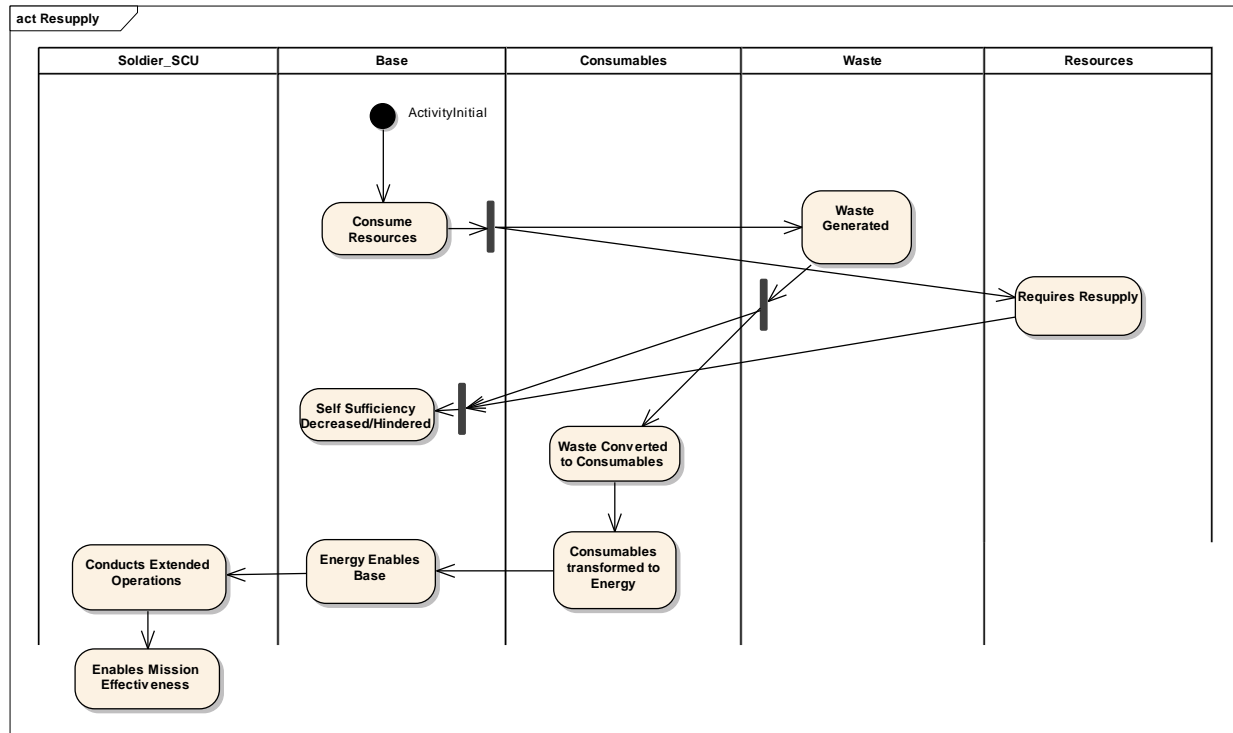 act Resupply
Soldier_SCU
Base
Consumables
Waste
Resources
ActivityInitial
Consume
Resources
Waste
Generated
Requires Resupply
Self Sufficiency
Decreased/Hindered
Waste Converted
to Consumables
Conducts Extended
Operations
Energy Enables
Base
Consumables
transformed to
Energy
Enables Mission
Effectiveness